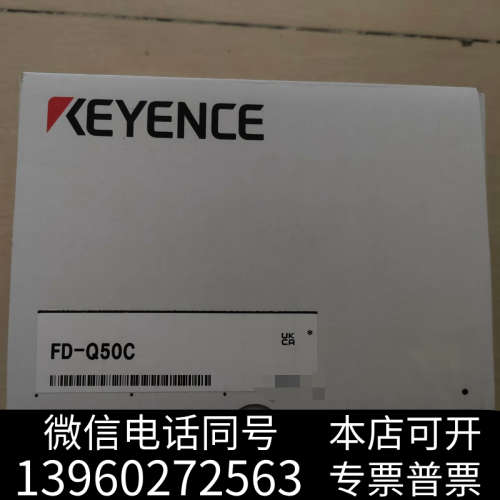 KEYENCE
FD-Q50C
UK
CA
*
微信电话同号 本店可开
13960272563 专票普票